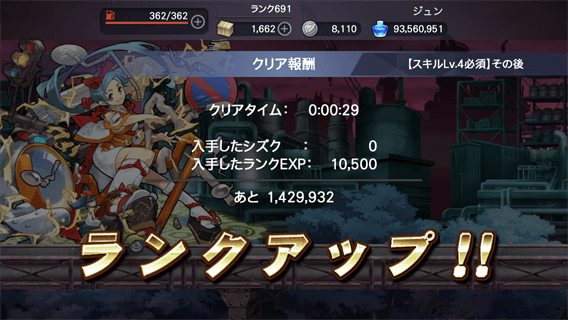 ランク691
ジュン
362/362
1,662
8,110
93,560,951
クリア報酬
【スキルLv.4必須】その後
クリアタイム: 0:00:29
入手したシズク : 0
入手したランクEXP: 10,500
あと 1,429,932
ランクアップ!!